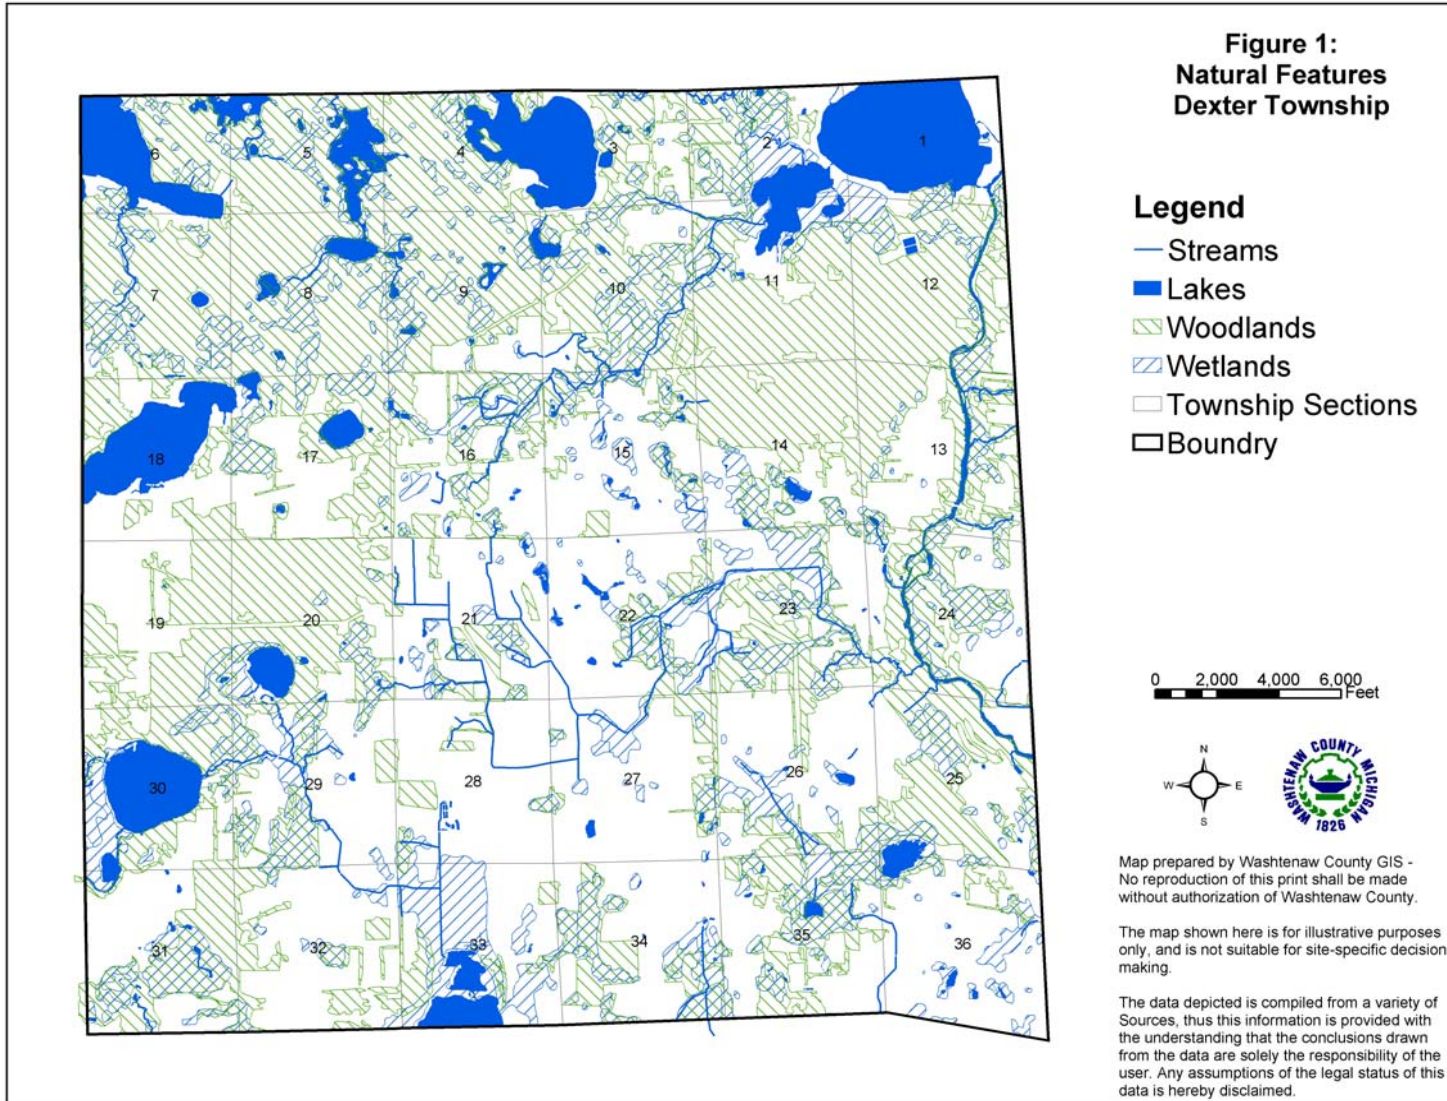 Figure 1:
Natural Features
Dexter Township
Legend
Streams
Lakes
Woodlands
Wetlands
Township Sections
Boundry
6
5
4
3
2
1
7
8
9
10
11
12
18
17
16
15
14
13
19
20
21
22
23
24
30
29
28
27
26
25
31
32
33
34
35
36
0 2,000 4,000 6,000
Feet
N
W E
S
WASHTENAW COUNTY MICHIGAN
1826
Map prepared by Washtenaw County GIS -
No reproduction of this print shall be made
without authorization of Washtenaw County.
The map shown here is for illustrative purposes
only, and is not suitable for site-specific decision
making.
The data depicted is compiled from a variety of
Sources, thus this information is provided with
the understanding that the conclusions drawn
from the data are solely the responsibility of the
user. Any assumptions of the legal status of this
data is hereby disclaimed.